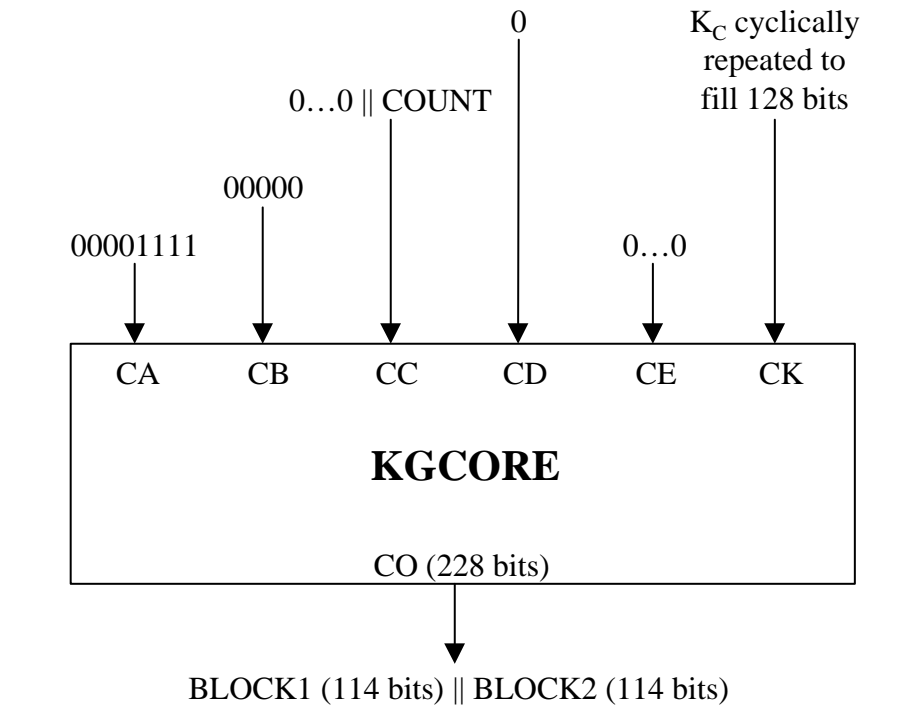 0
K_C cyclically
repeated to
fill 128 bits
0…0 || COUNT
00000
00001111
0…0
CA CB CC CD CE CK
KGCORE
CO (228 bits)
BLOCK1 (114 bits) || BLOCK2 (114 bits)